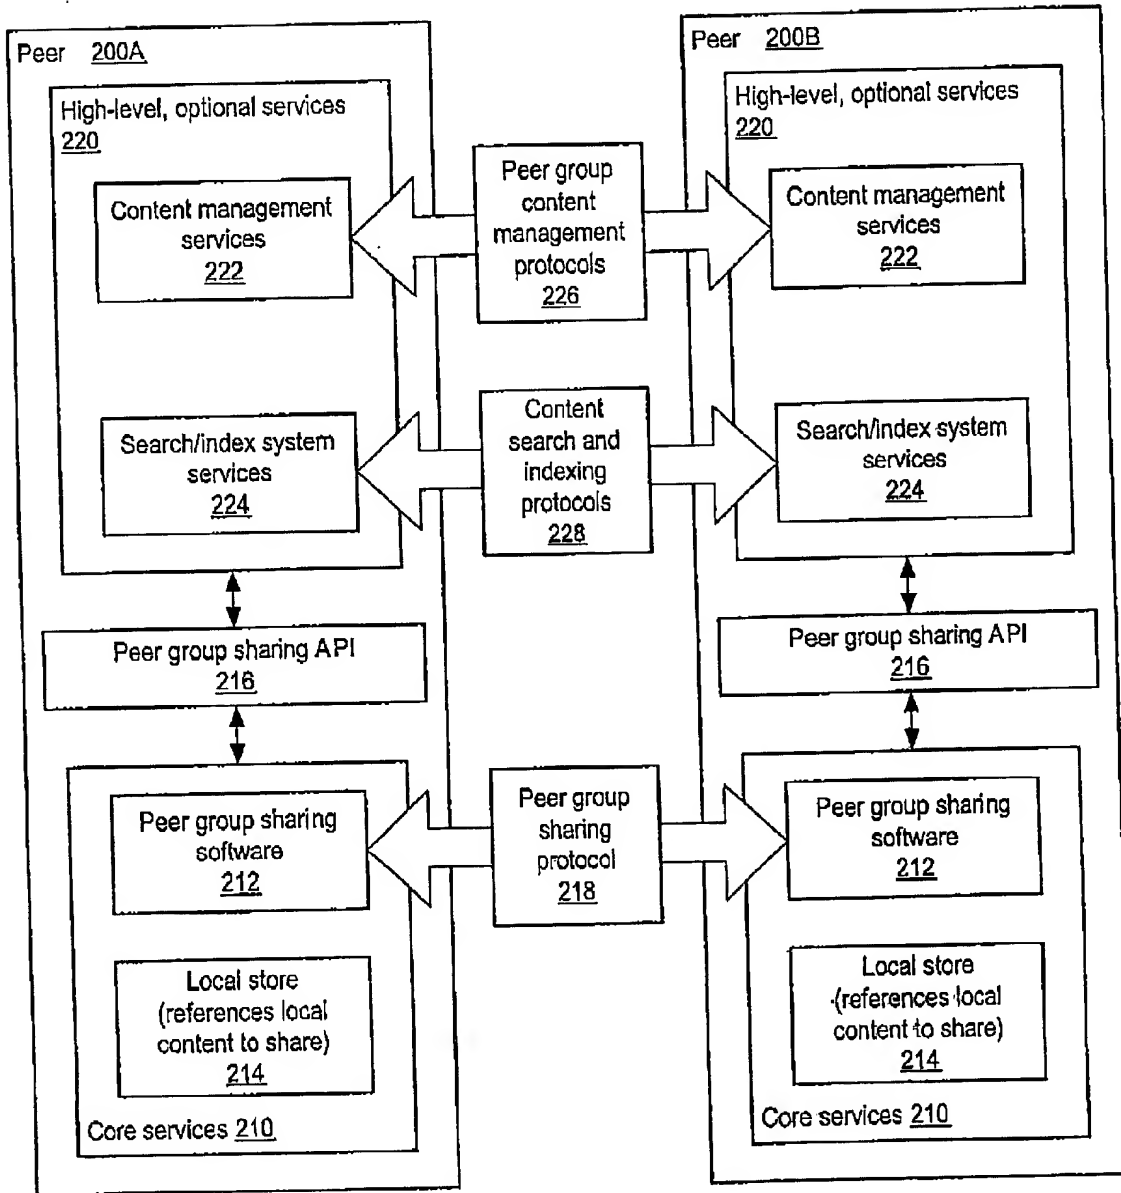 Peer 200A
High-level, optional services
220
Content management
services
222
Search/index system
services
224
Peer group sharing API
216
Peer group sharing
software
212
Local store
(references local
content to share)
214
Core services 210
Peer group
content
management
protocols
226
Content
search and
indexing
protocols
228
Peer group
sharing
protocol
218
Peer 200B
High-level, optional services
220
Content management
services
222
Search/index system
services
224
Peer group sharing API
216
Peer group sharing
software
212
Local store
(references local
content to share)
214
Core services 210